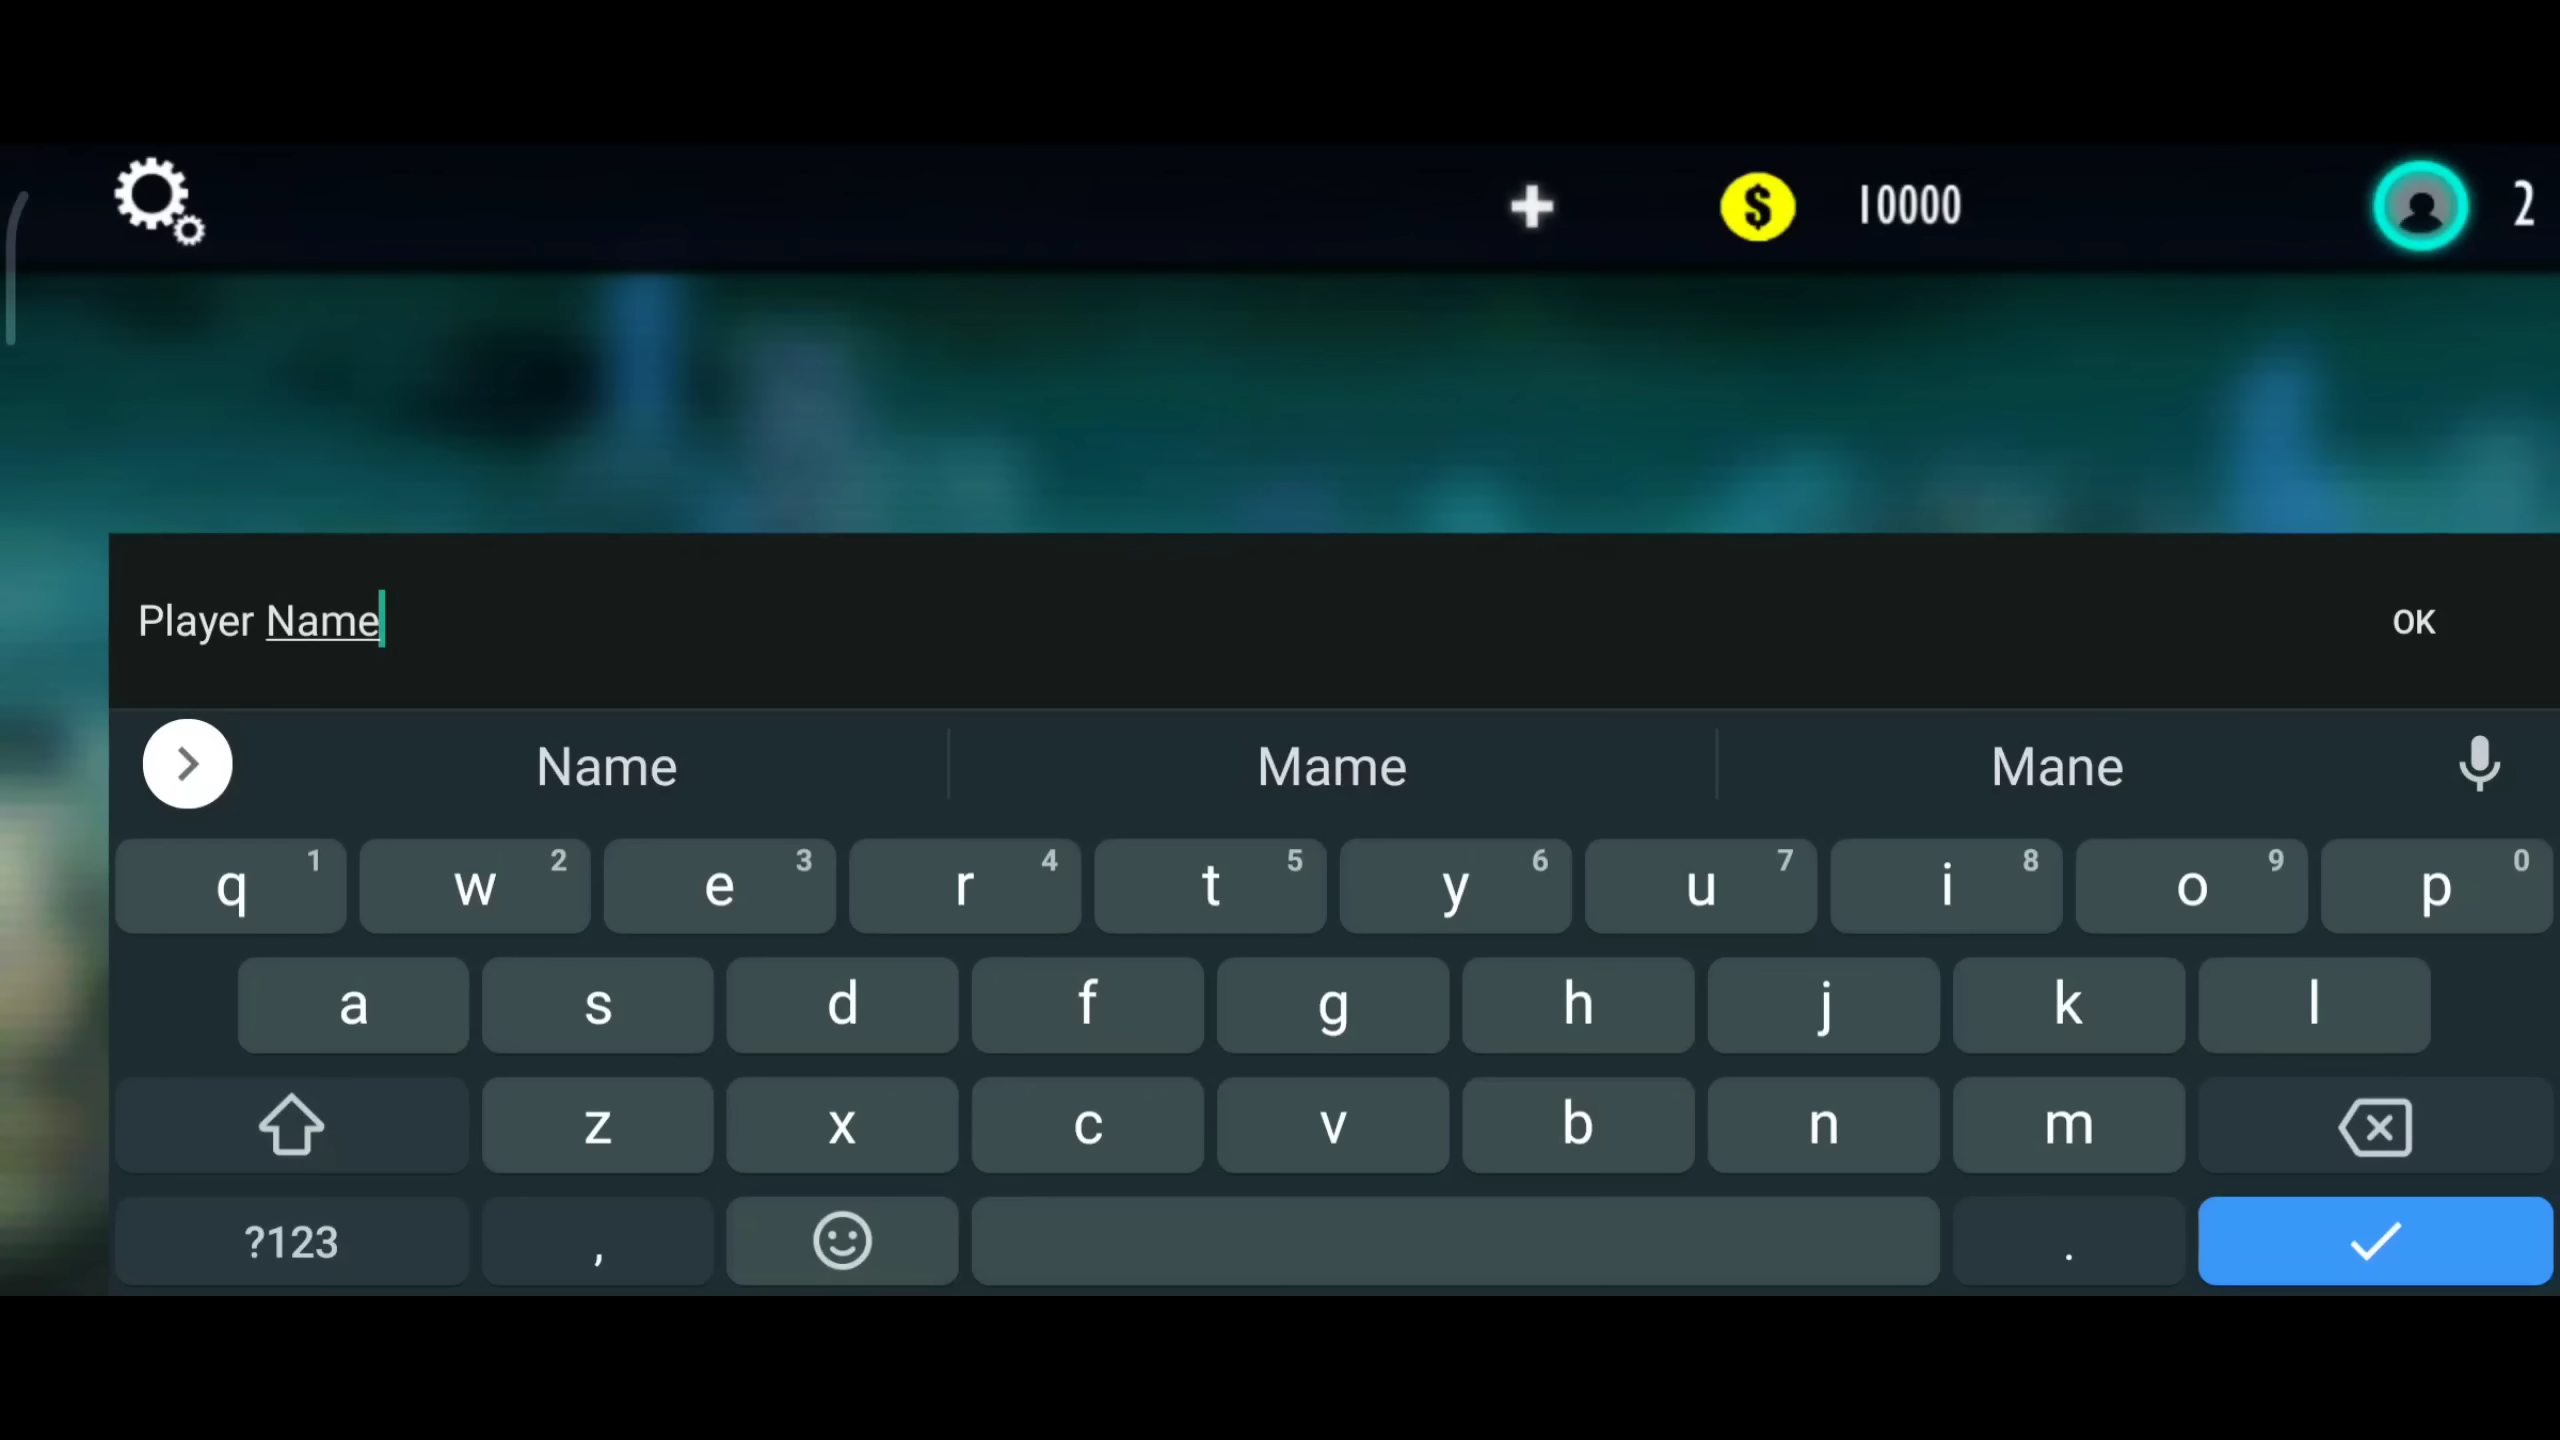 $ 10000 2
Player Name OK
Name Mame Mane
q 1 w 2 e 3 r 4 t 5 y 6 u 7 i 8 o 9 p 0
a s d f g h j k l
z x c v b n m
?123 , .